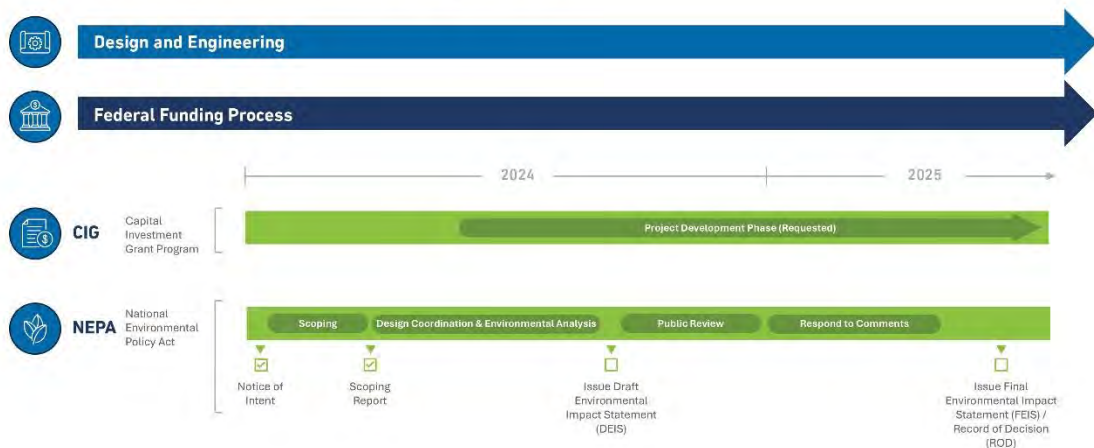 Design and Engineering
Federal Funding Process
2024
2025
CIG
Capital
Investment
Grant Program
Project Development Phase (Requested)
NEPA
National
Environmental
Policy Act
Scoping
Design Coordination & Environmental Analysis
Public Review
Respond to Comments
Notice of
Intent
Scoping
Report
Issue Draft
Environmental
Impact Statement
(DEIS)
Issue Final
Environmental Impact
Statement (FEIS) /
Record of Decision
(ROD)